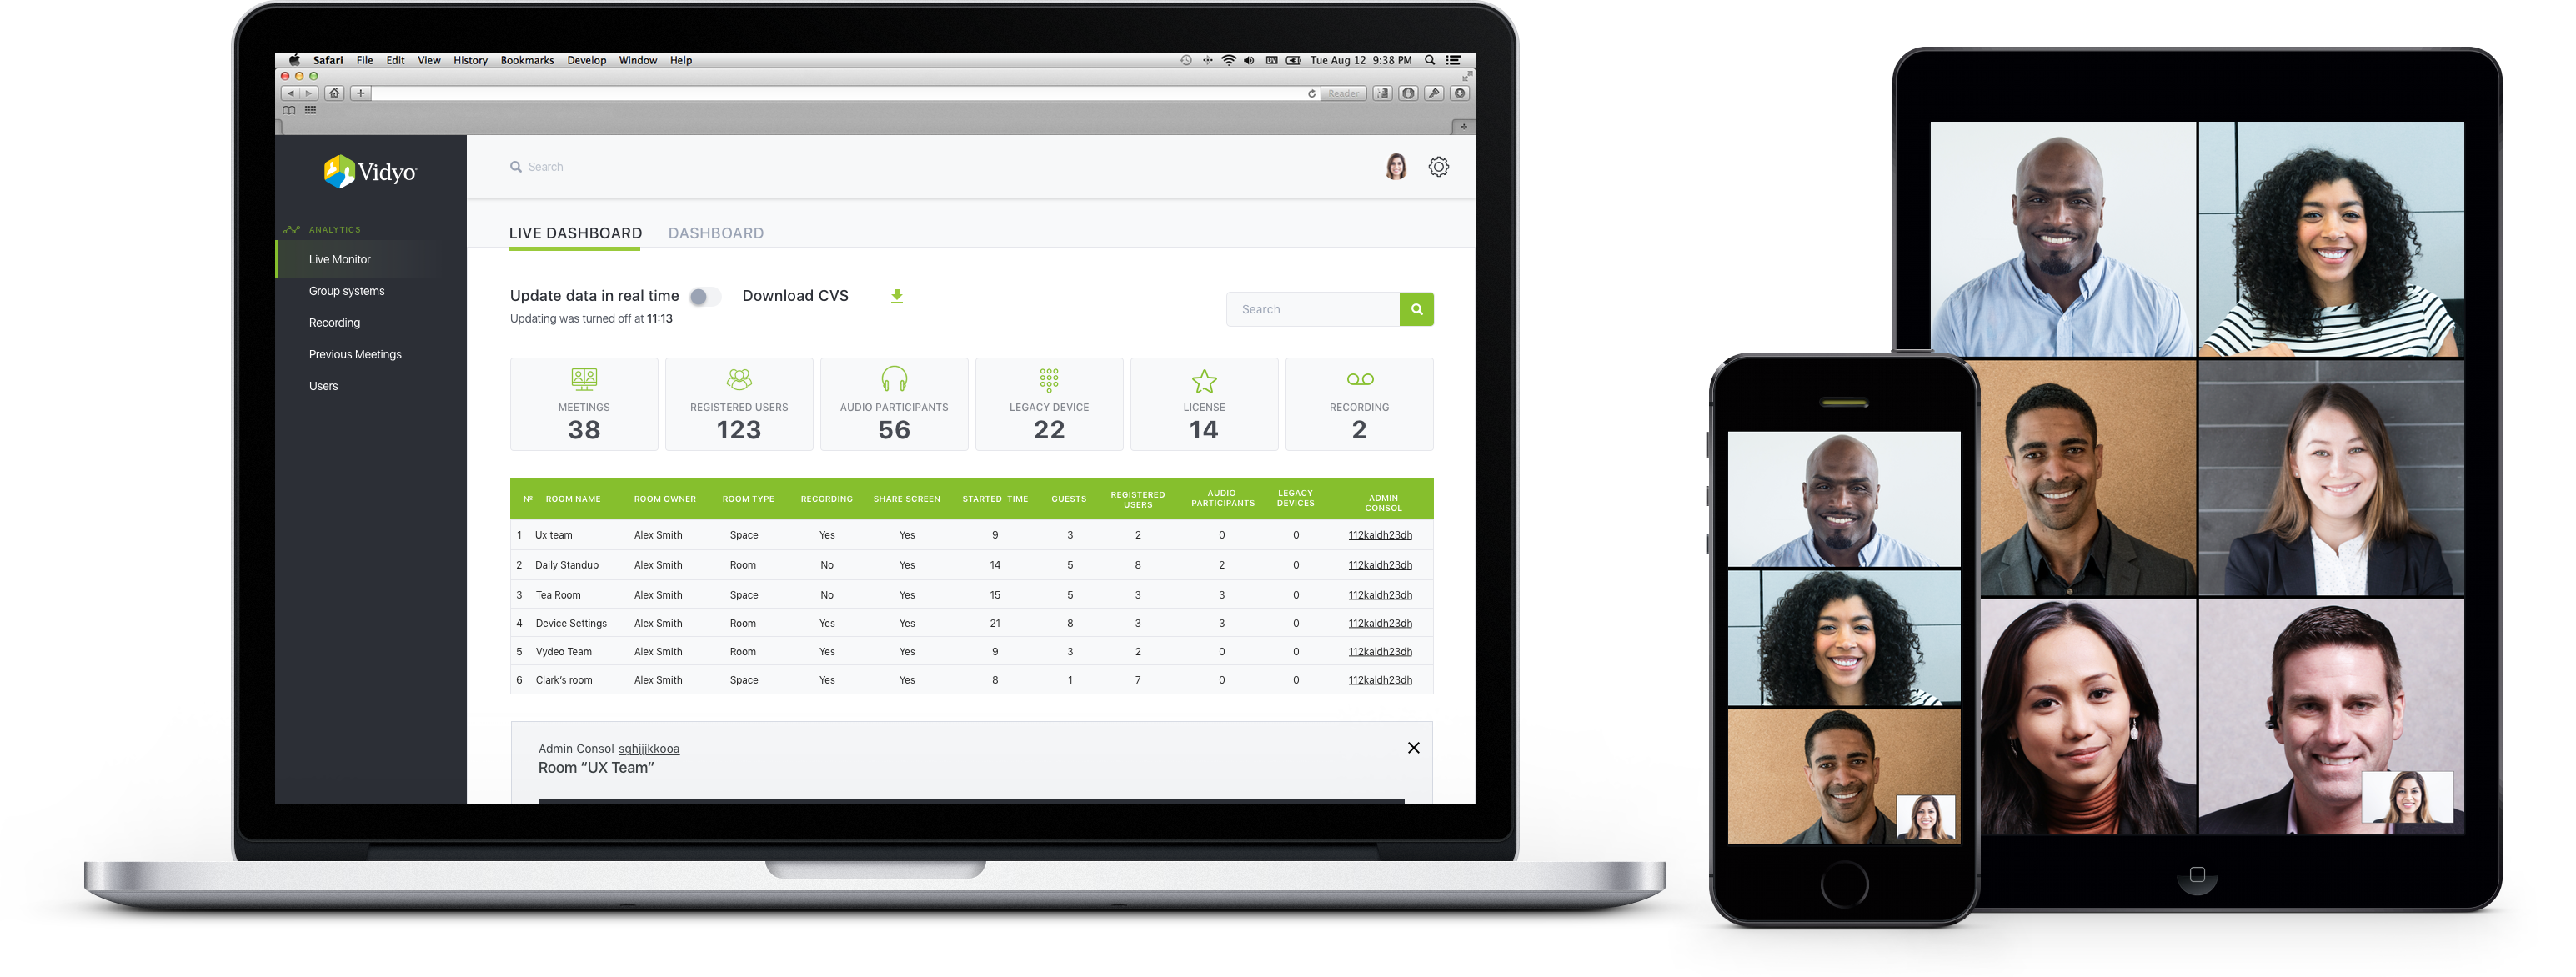 Safari File Edit View History Bookmarks Develop Window Help Tue Aug 12 9:38 PM
Reader
Vidyo
Search
ANALYTICS
Live Monitor
Group systems
Recording
Previous Meetings
Users
LIVE DASHBOARD DASHBOARD
Update data in real time Download CVS
Updating was turned off at 11:13
Search
MEETINGS REGISTERED USERS AUDIO PARTICIPANTS LEGACY DEVICE LICENSE RECORDING
38 123 56 22 14 2
№ ROOM NAME ROOM OWNER ROOM TYPE RECORDING SHARE SCREEN STARTED TIME GUESTS REGISTERED USERS AUDIO PARTICIPANTS LEGACY DEVICES ADMIN CONSOL
1 Ux team Alex Smith Space Yes Yes 9 3 2 0 0 112kaldh23dh
2 Daily Standup Alex Smith Room No Yes 14 5 8 2 0 112kaldh23dh
3 Tea Room Alex Smith Space No Yes 15 5 3 3 0 112kaldh23dh
4 Device Settings Alex Smith Room Yes Yes 21 8 3 3 0 112kaldh23dh
5 Vydeo Team Alex Smith Room Yes Yes 9 3 2 0 0 112kaldh23dh
6 Clark's room Alex Smith Space Yes Yes 8 1 7 0 0 112kaldh23dh
Admin Consol sghjjjkkooa
Room “UX Team”